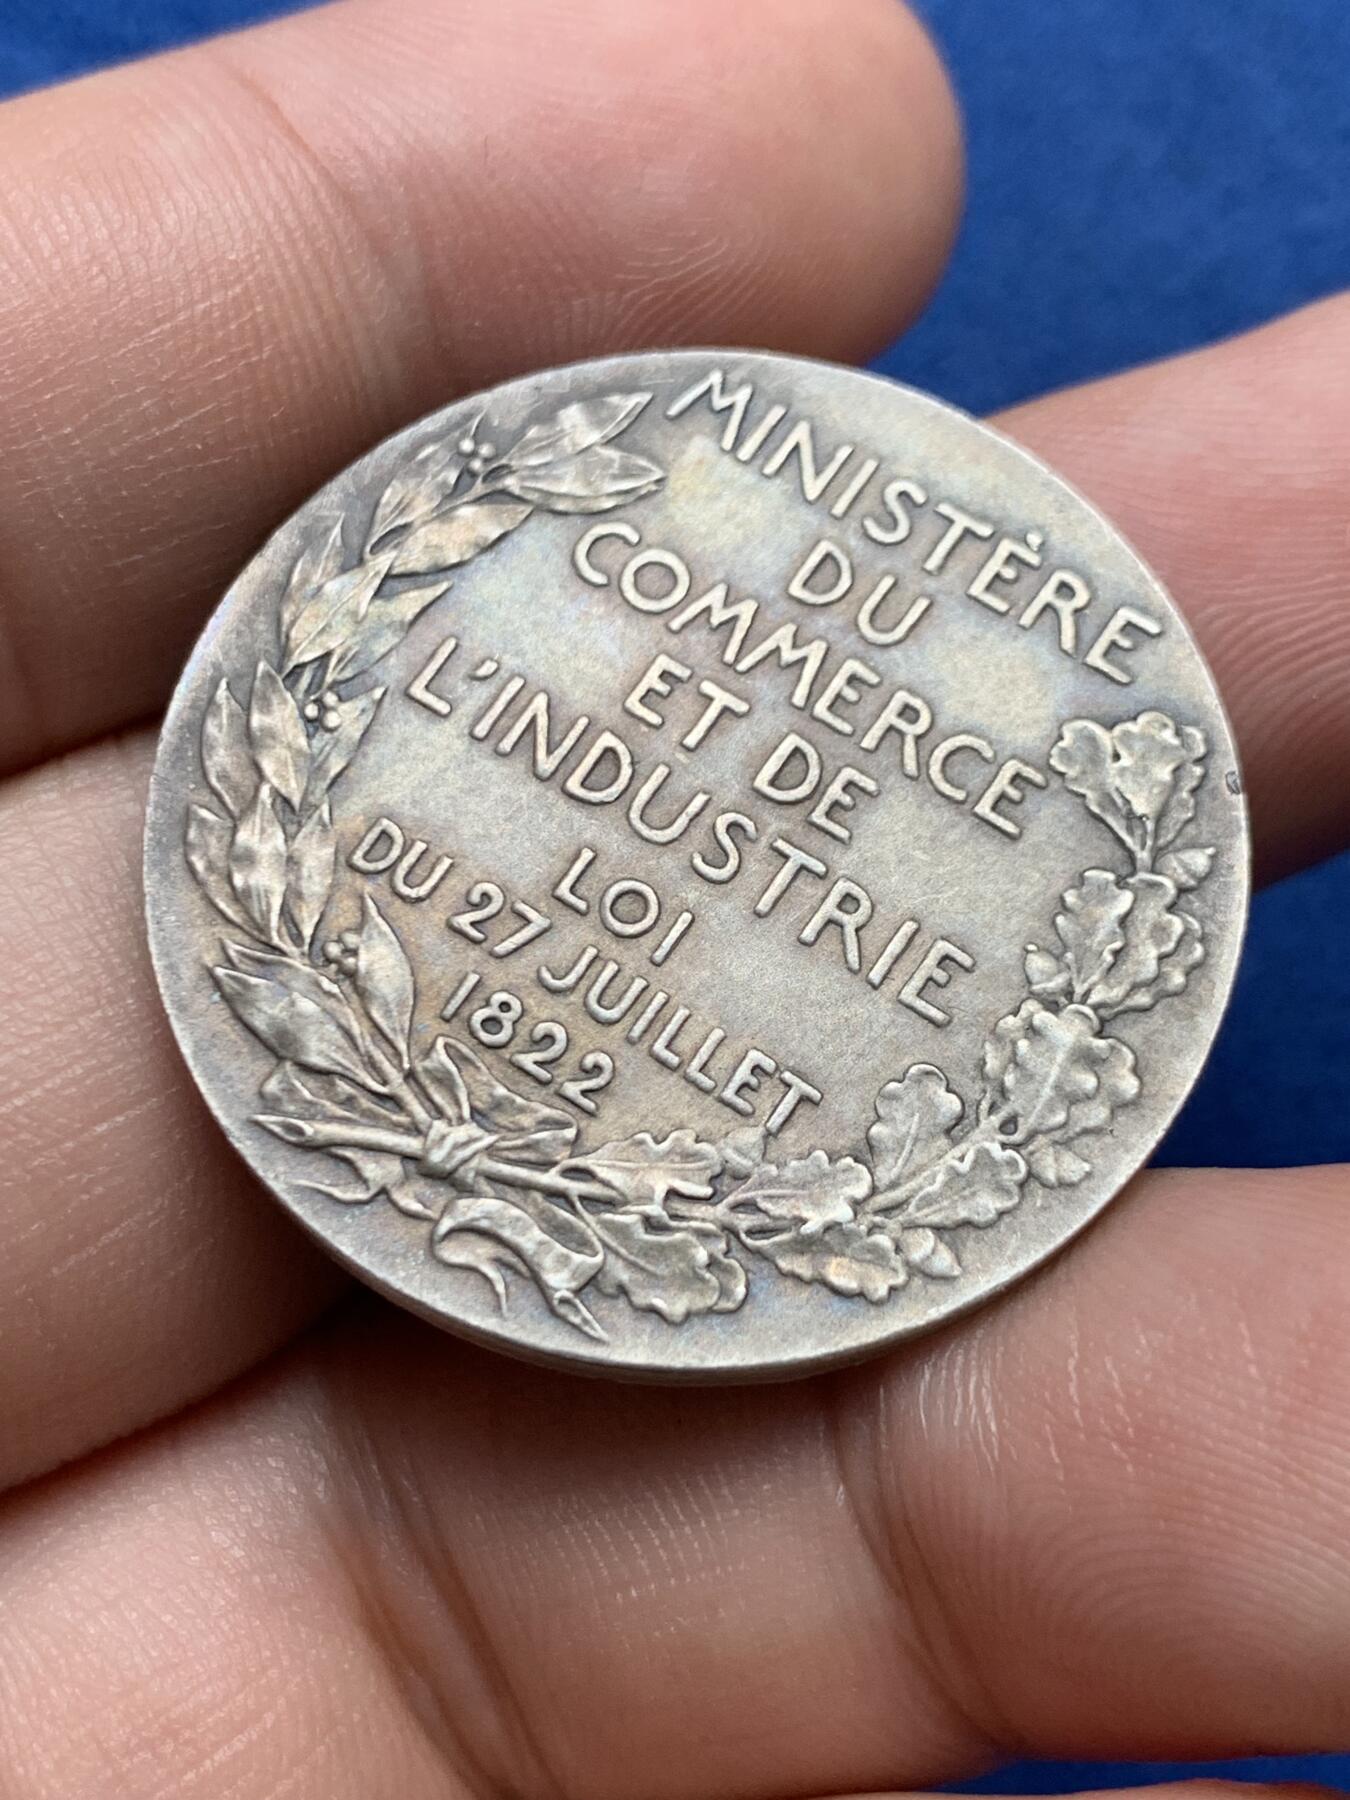 MINISTÈRE
DU
COMMERCE
ET DE
L'INDUSTRIE
LOI
DU 27 JUILLET
1822